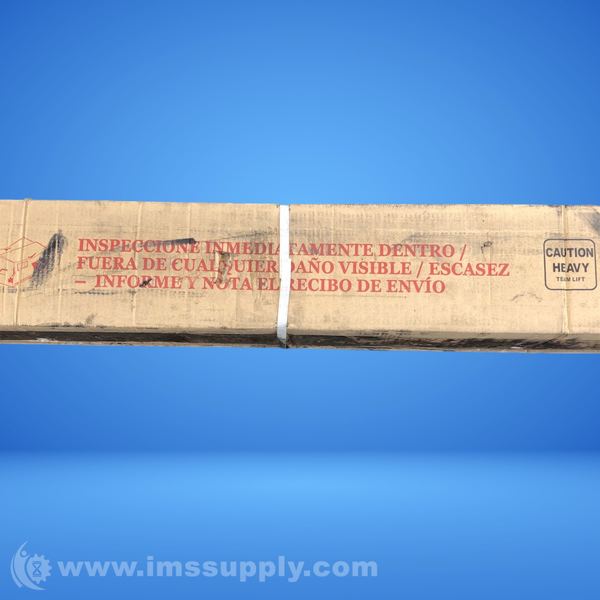 INSPECCIONE INMEDIATAMENTE DENTRO /
FUERA DE CUALQUIER DAÑO VISIBLE / ESCASEZ
— INFORME Y NOTA EL RECIBO DE ENVÍO
CAUTION
HEAVY
TEAM LIFT
www.imssupply.com